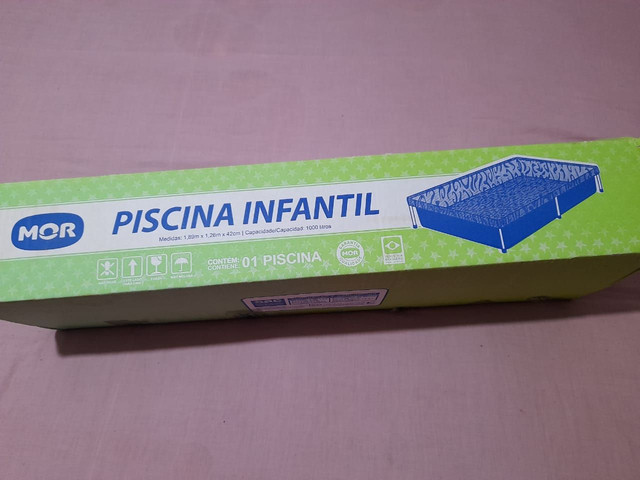 MOR
PISCINA INFANTIL
Medidas: 1,89m x 1,26m x 42cm | Capacidade/Capacidad: 1000 litros
CONTÉM:
CONTIENE:
01 PISCINA
MOR